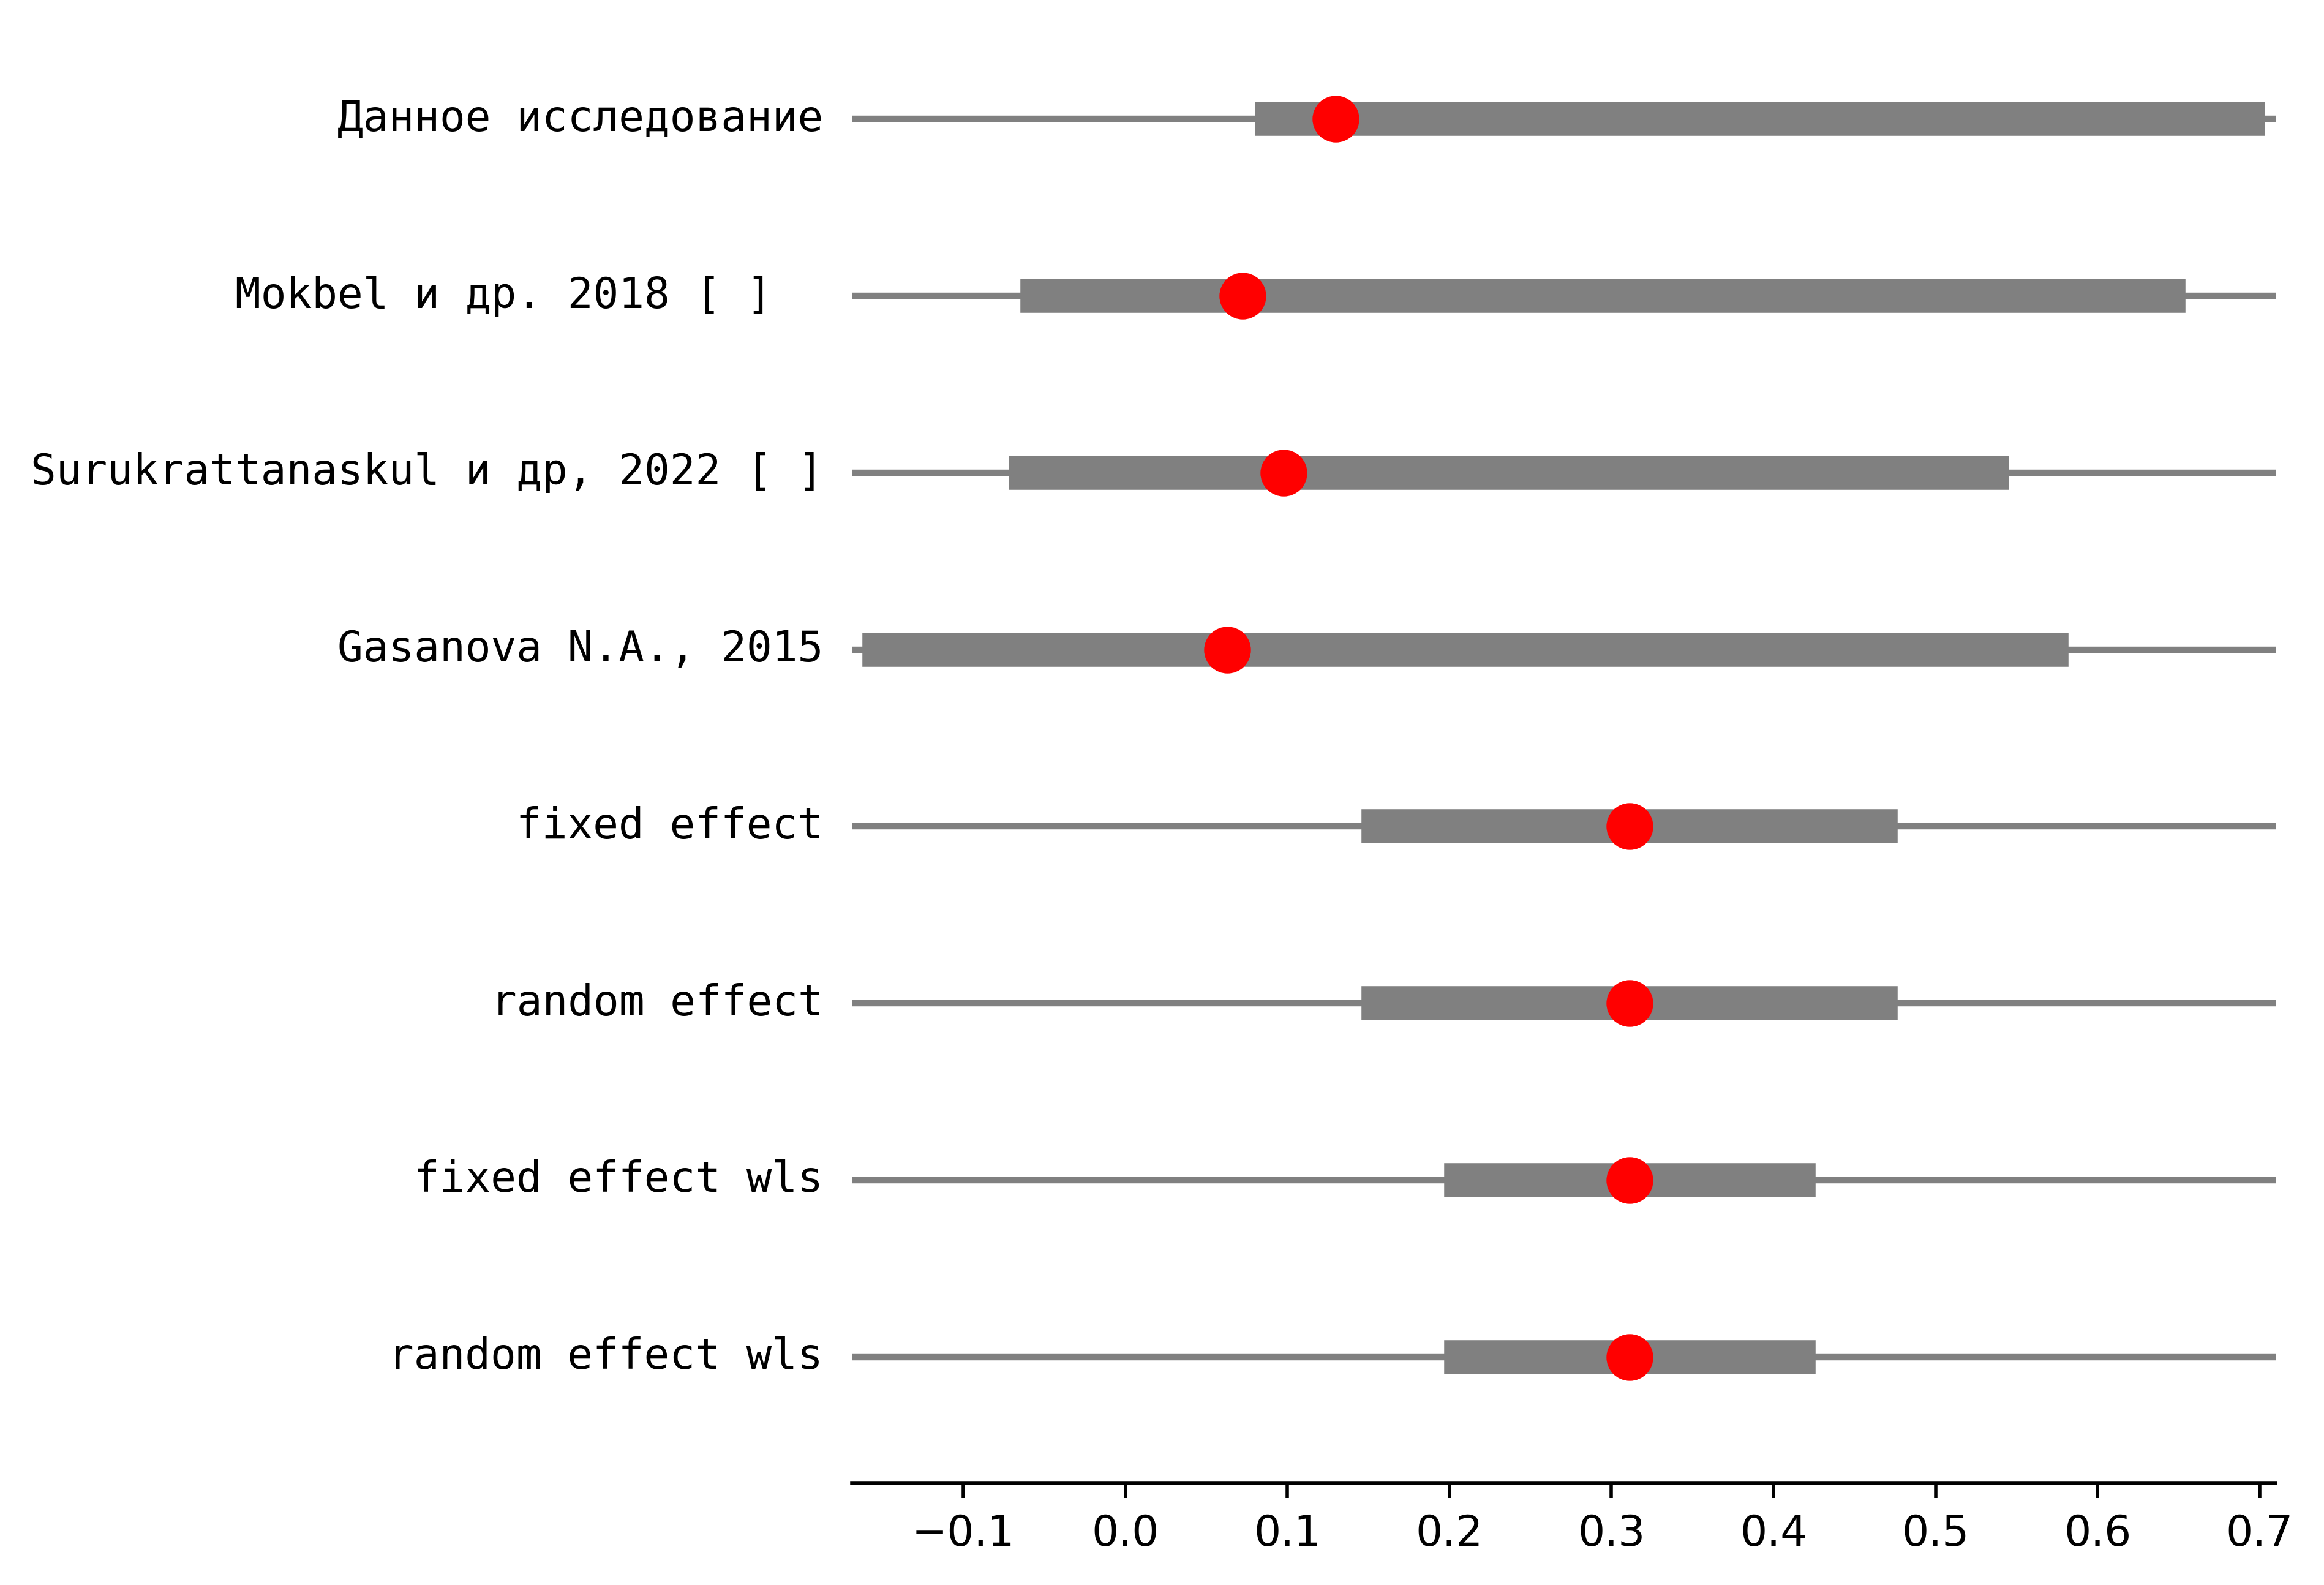 Данное исследование
Mokbel и др. 2018 [ ]
Surukrattanaskul и др, 2022 [ ]
Gasanova N.A., 2015
fixed effect
random effect
fixed effect wls
random effect wls
−0.1 0.0 0.1 0.2 0.3 0.4 0.5 0.6 0.7